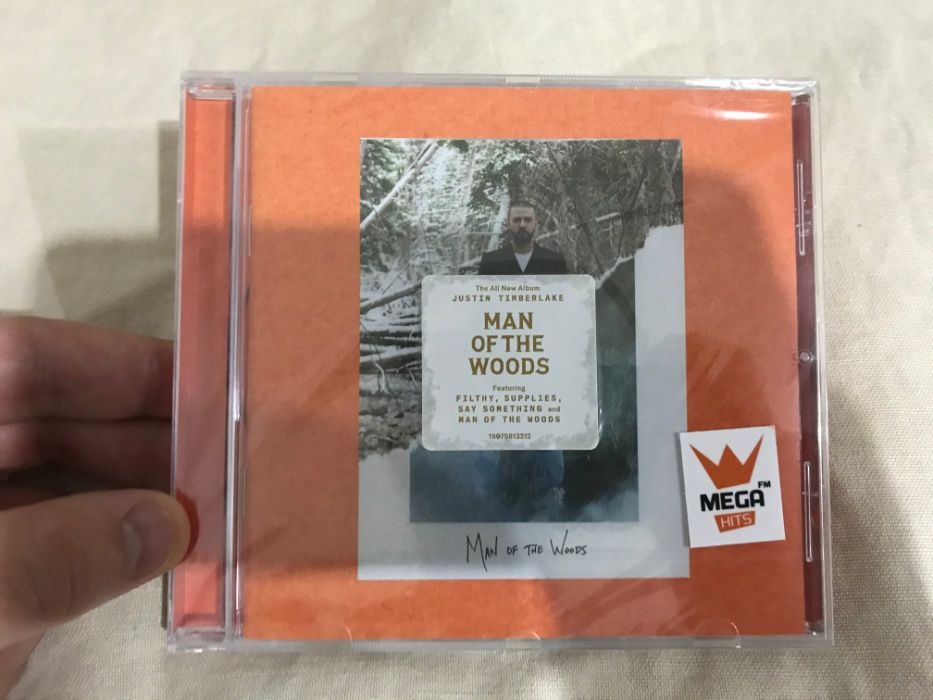 The All New Album
JUSTIN TIMBERLAKE
MAN
OF THE
WOODS
Featuring
FILTHY, SUPPLIES,
SAY SOMETHING and
MAN OF THE WOODS
19075813212
MEGA FM
HITS
MAN OF THE WOODS